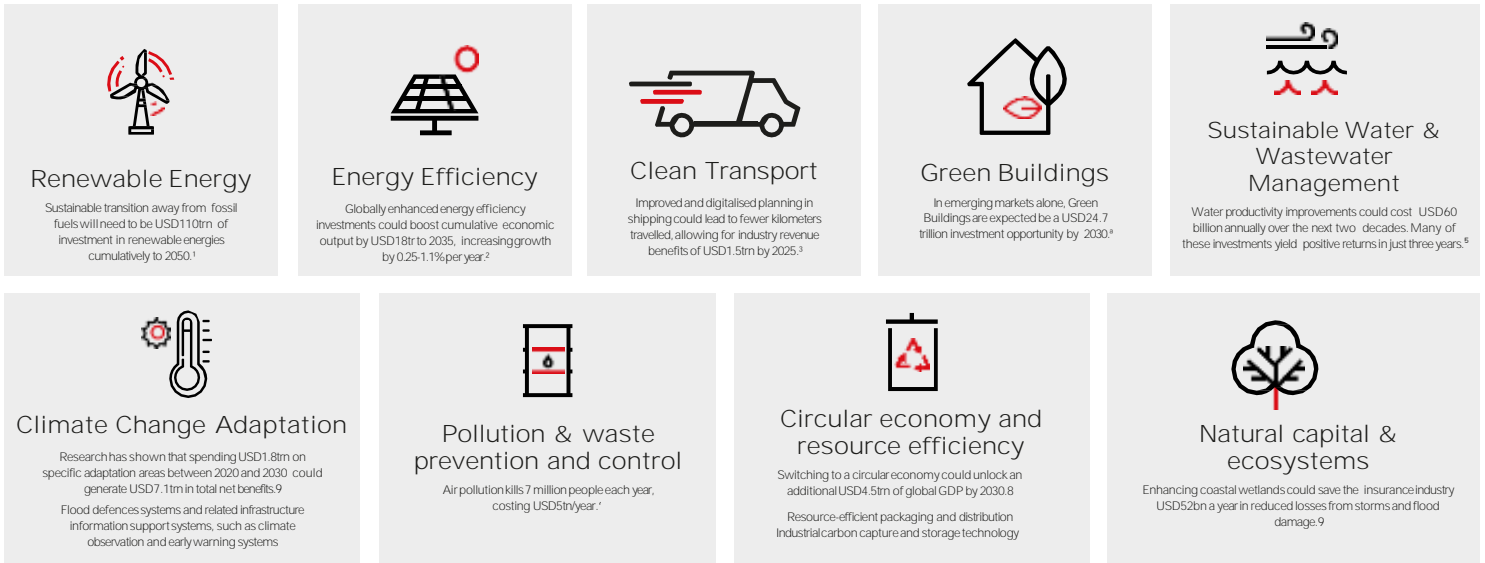 Renewable Energy
Sustainable transition away from fossil
fuels will need to be USD110trn of
investment in renewable energies
cumulatively to 2050.¹
Energy Efficiency
Globally enhanced energy efficiency
investments could boost cumulative economic
output by USD18tr to 2035, increasing growth
by 0.25-1.1% per year.²
Clean Transport
Improved and digitalised planning in
shipping could lead to fewer kilometers
travelled, allowing for industry revenue
benefits of USD1.5trn by 2025.³
Green Buildings
In emerging markets alone, Green
Buildings are expected be a USD24.7
trillion investment opportunity by 2030.⁴
Sustainable Water &
Wastewater
Management
Water productivity improvements could cost USD60
billion annually over the next two decades. Many of
these investments yield positive returns in just three years.⁵
Climate Change Adaptation
Research has shown that spending USD1.8trn on
specific adaptation areas between 2020 and 2030 could
generate USD7.1trn in total net benefits.9
Flood defences systems and related infrastructure
information support systems, such as climate
observation and early warning systems
Pollution & waste
prevention and control
Air pollution kills 7 million people each year,
costing USD5tn/year.⁷
Circular economy and
resource efficiency
Switching to a circular economy could unlock an
additional USD4.5trn of global GDP by 2030.8
Resource-efficient packaging and distribution
Industrial carbon capture and storage technology
Natural capital &
ecosystems
Enhancing coastal wetlands could save the insurance industry
USD52bn a year in reduced losses from storms and flood
damage.9